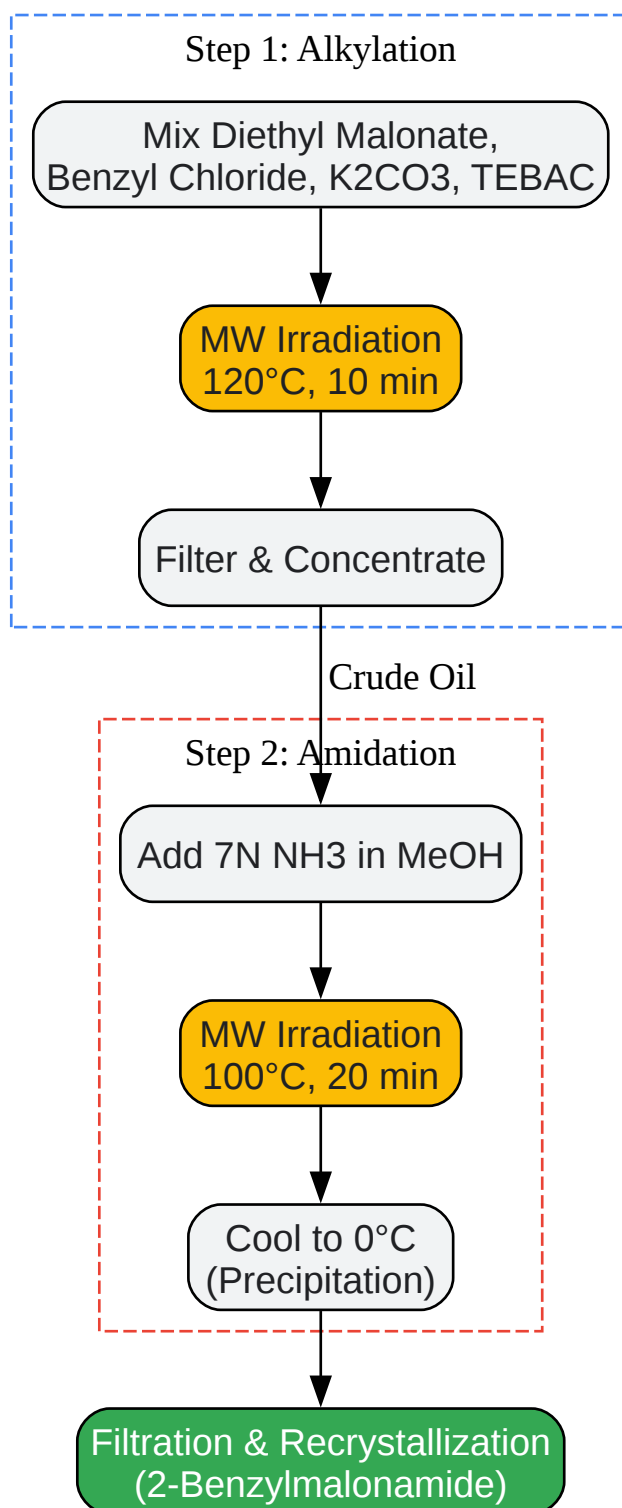 Step 1: Alkylation
Mix Diethyl Malonate,
Benzyl Chloride, K2CO3, TEBAC
MW Irradiation
120°C, 10 min
Filter & Concentrate
Crude Oil
Step 2: Amidation
Add 7N NH3 in MeOH
MW Irradiation
100°C, 20 min
Cool to 0°C
(Precipitation)
Filtration & Recrystallization
(2-Benzylmalonamide)